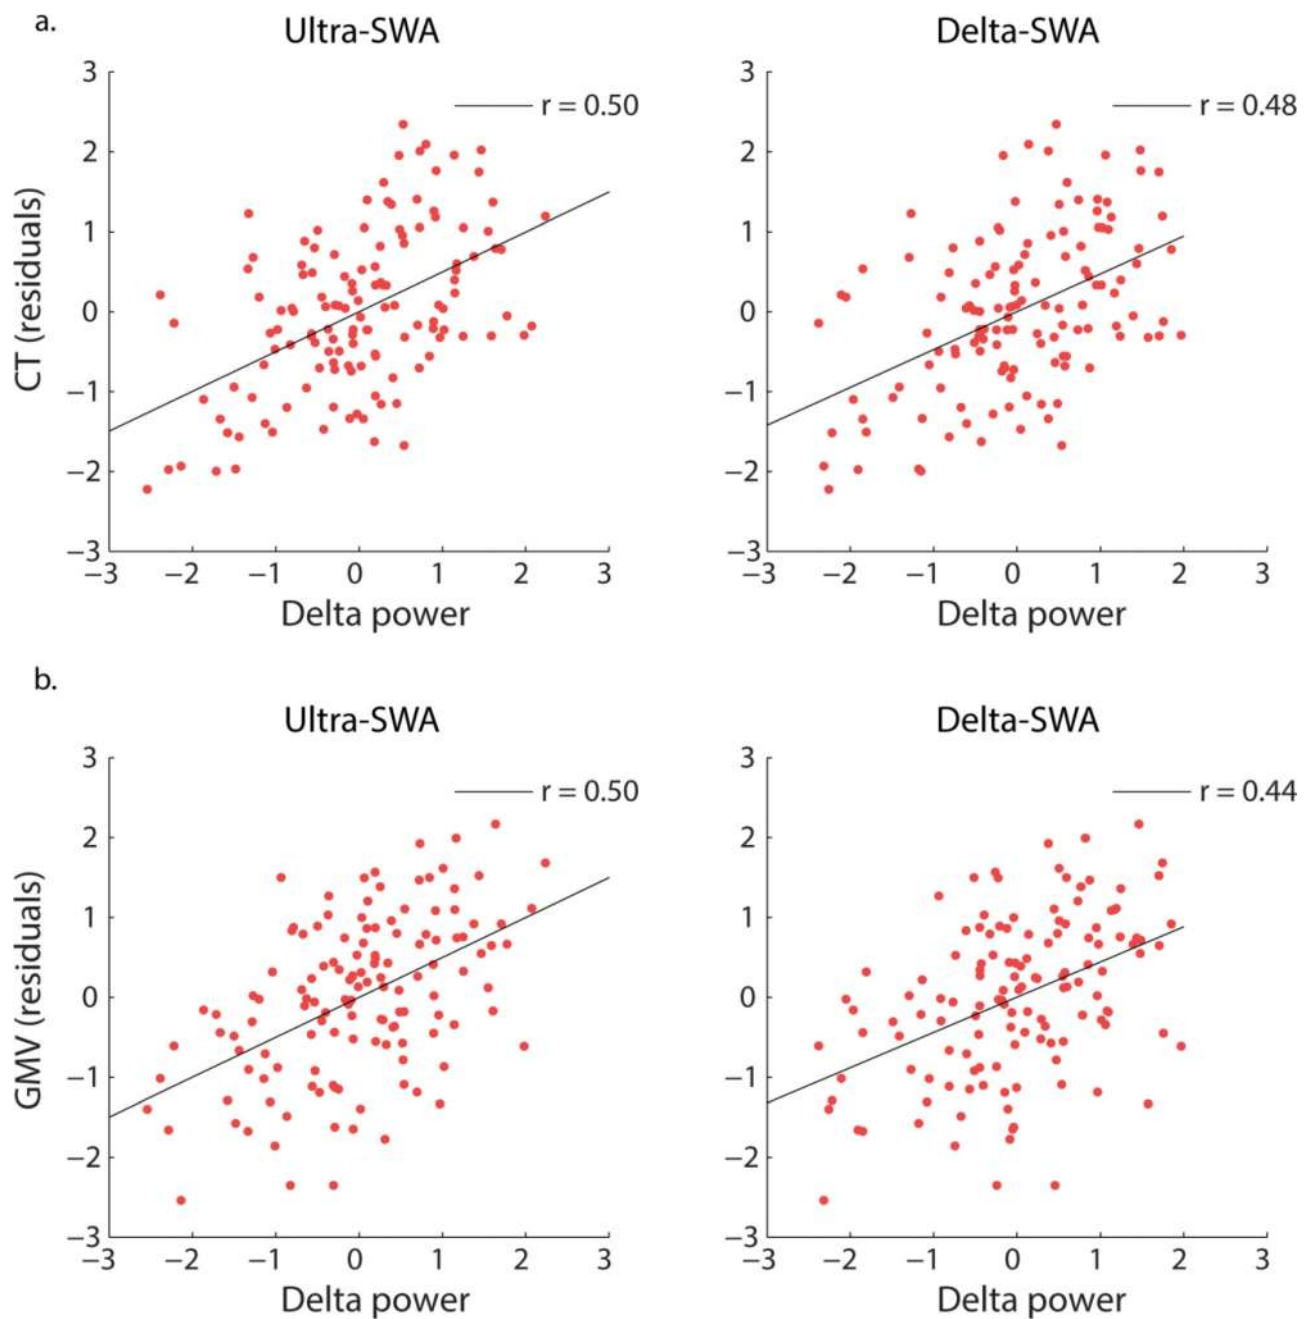 a.
Ultra-SWA
r = 0.50
3
2
1
0
−1
−2
−3
CT (residuals)
−3 −2 −1 0 1 2 3
Delta power
Delta-SWA
r = 0.48
3
2
1
0
−1
−2
−3
−3 −2 −1 0 1 2 3
Delta power
b.
Ultra-SWA
r = 0.50
3
2
1
0
−1
−2
−3
GMV (residuals)
−3 −2 −1 0 1 2 3
Delta power
Delta-SWA
r = 0.44
3
2
1
0
−1
−2
−3
−3 −2 −1 0 1 2 3
Delta power